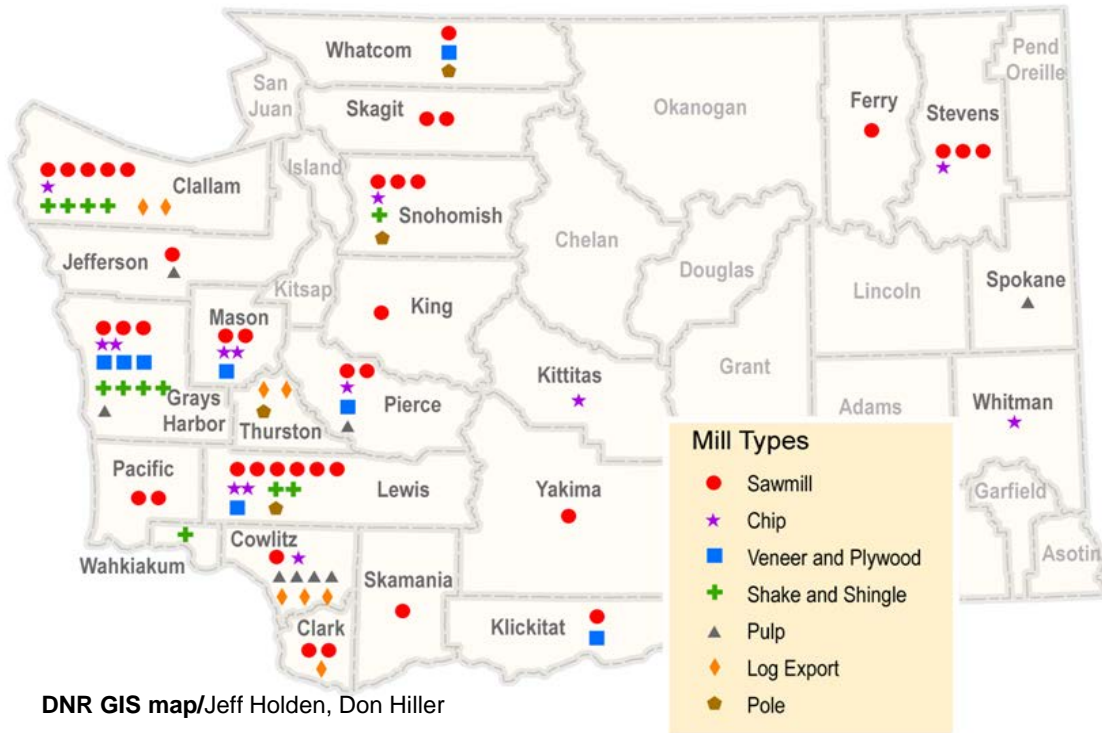 Whatcom
Pend
Oreille
San
Juan
Skagit
Okanogan
Ferry
Stevens
Island
Clallam
Snohomish
Chelan
Douglas
Jefferson
Kitsap
King
Lincoln
Spokane
Mason
Grant
Kittitas
Pierce
Adams
Whitman
Grays
Harbor
Thurston
Pacific
Lewis
Yakima
Garfield
Cowlitz
Wahkiakum
Skamania
Asotin
Clark
Klickitat
Mill Types
Sawmill
Chip
Veneer and Plywood
Shake and Shingle
Pulp
Log Export
Pole
DNR GIS map/Jeff Holden, Don Hiller